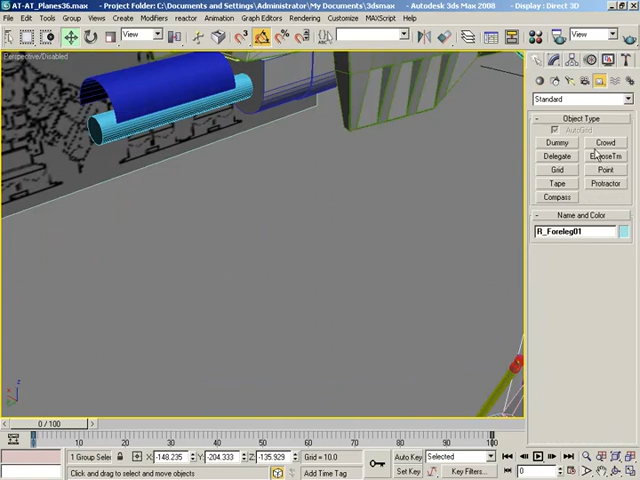 AT-AT_Planes36.max - Project Folder: C:\Documents and Settings\Administrator\My Documents\3dsmax - Autodesk 3ds Max 2008 - Display : Direct 3D
File Edit Tools Group Views Create Modifiers reactor Animation Graph Editors Rendering Customize MAXScript Help
View View
Perspective/Disabled
Standard
- Object Type
AutoGrid
Dummy Crowd
Delegate
Grid Point
Tape Protractor
Compass
- Name and Color
R_Foreleg01
0 / 100
0 10 20 30 40 50 60 70 80 90 100
1 Group Selec X: -148.235 Y: -204.333 Z: -135.929 Grid = 10.0 Auto Key Selected
Click and drag to select and move objects Add Time Tag Set Key Key Filters... 0